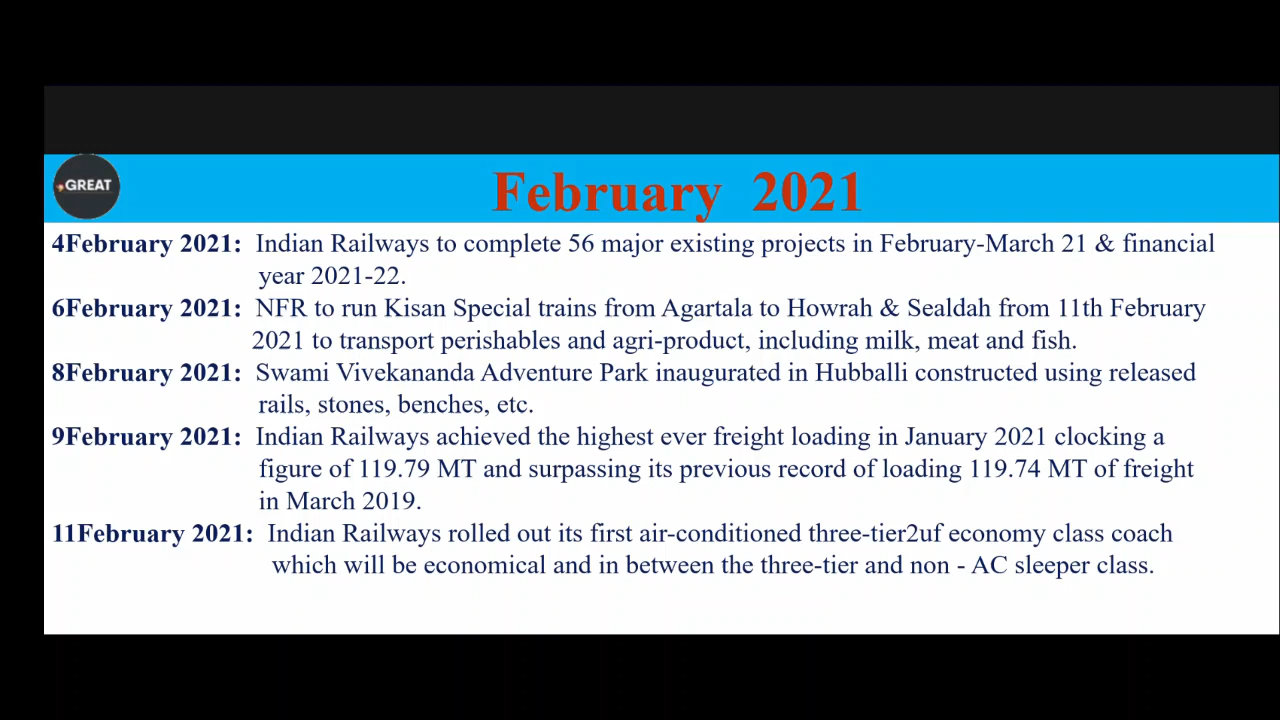 GREAT
February 2021
4February 2021: Indian Railways to complete 56 major existing projects in February-March 21 & financial
year 2021-22.
6February 2021: NFR to run Kisan Special trains from Agartala to Howrah & Sealdah from 11th February
2021 to transport perishables and agri-product, including milk, meat and fish.
8February 2021: Swami Vivekananda Adventure Park inaugurated in Hubballi constructed using released
rails, stones, benches, etc.
9February 2021: Indian Railways achieved the highest ever freight loading in January 2021 clocking a
figure of 119.79 MT and surpassing its previous record of loading 119.74 MT of freight
in March 2019.
11February 2021: Indian Railways rolled out its first air-conditioned three-tier2uf economy class coach
which will be economical and in between the three-tier and non - AC sleeper class.